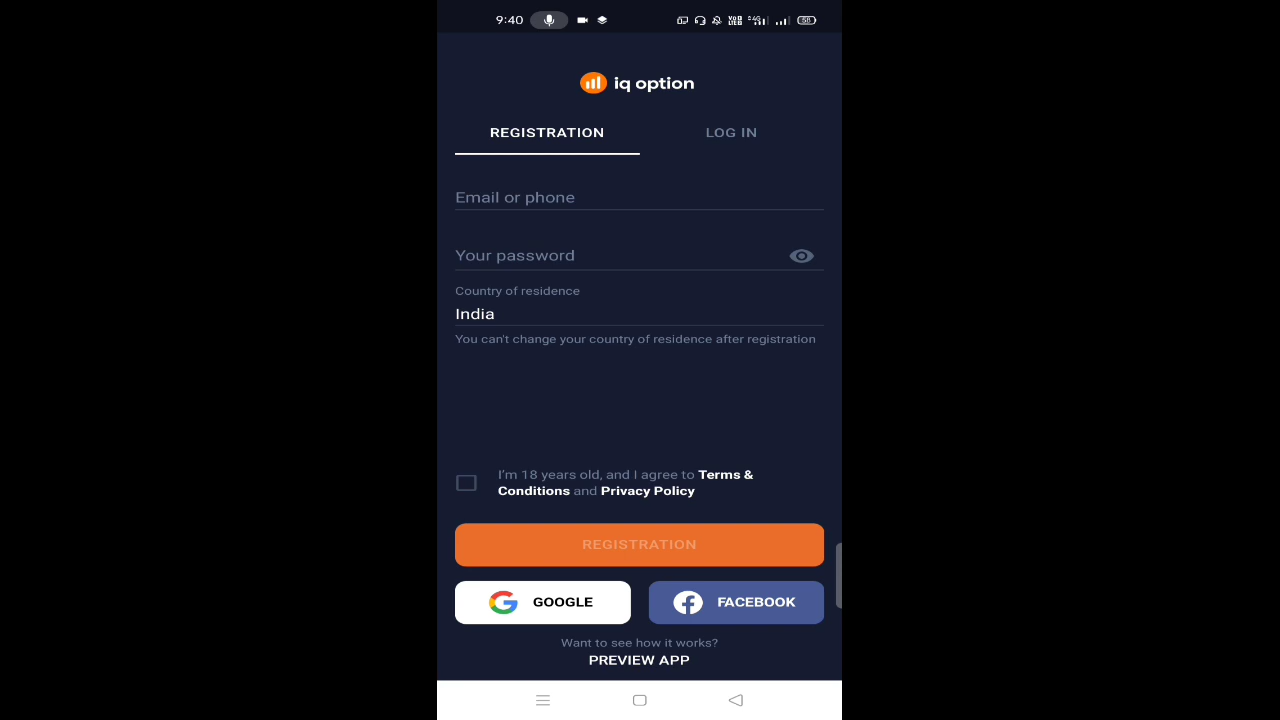 9:40
58
iq option
REGISTRATION LOG IN
Email or phone
Your password
Country of residence
India
You can't change your country of residence after registration
I'm 18 years old, and I agree to Terms &
Conditions and Privacy Policy
REGISTRATION
GOOGLE FACEBOOK
Want to see how it works?
PREVIEW APP